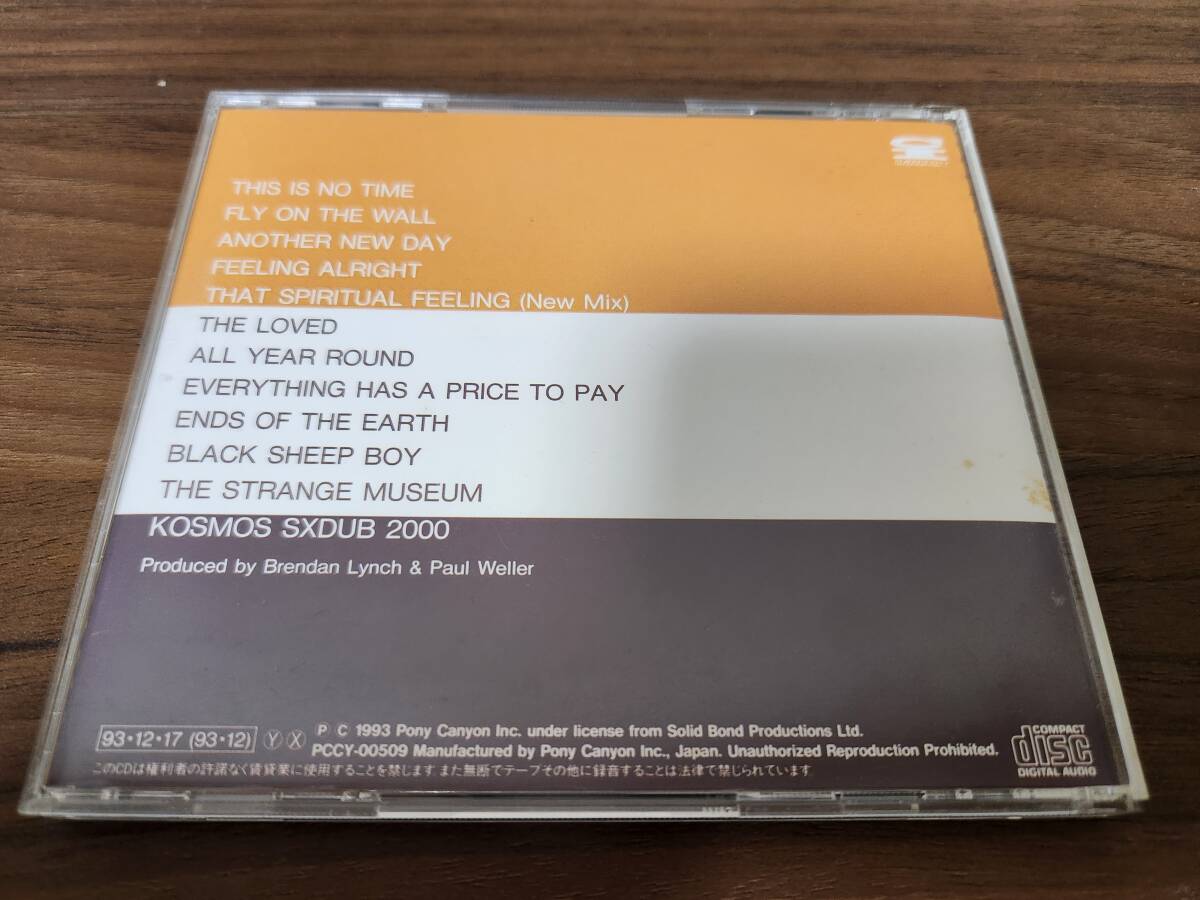 THIS IS NO TIME
FLY ON THE WALL
ANOTHER NEW DAY
FEELING ALRIGHT
THAT SPIRITUAL FEELING (New Mix)
THE LOVED
ALL YEAR ROUND
EVERYTHING HAS A PRICE TO PAY
ENDS OF THE EARTH
BLACK SHEEP BOY
THE STRANGE MUSEUM
KOSMOS SXDUB 2000
Produced by Brendan Lynch & Paul Weller
93・12・17 (93・12) Ⓨ Ⓧ
Ⓟ Ⓒ 1993 Pony Canyon Inc. under license from Solid Bond Productions Ltd.
PCCY-00509 Manufactured by Pony Canyon Inc., Japan. Unauthorized Reproduction Prohibited.
このCDは権利者の許諾なく賃貸業に使用することを禁じます。また無断でテープその他に録音することは法律で禁じられています。
COMPACT
disc
DIGITAL AUDIO